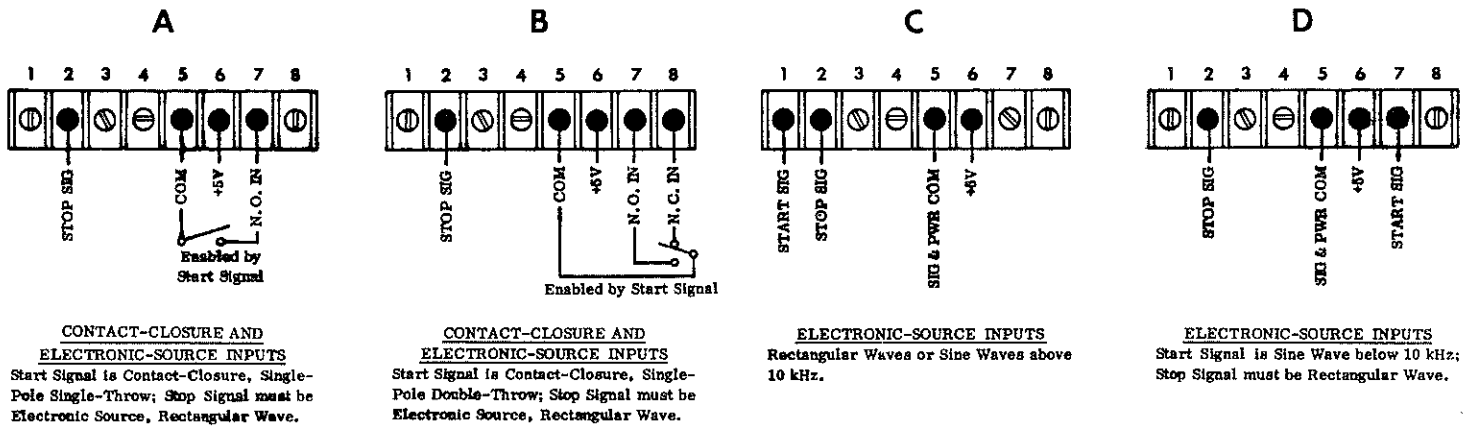 A
1 2 3 4 5 6 7 8
STOP SIG
COM
+5V
N.O. IN
Enabled by
Start Signal
CONTACT-CLOSURE AND
ELECTRONIC-SOURCE INPUTS
Start Signal is Contact-Closure, Single-
Pole Single-Throw; Stop Signal must be
Electronic Source, Rectangular Wave.
B
1 2 3 4 5 6 7 8
STOP SIG
COM
+5V
N.O. IN
N.C. IN
Enabled by Start Signal
CONTACT-CLOSURE AND
ELECTRONIC-SOURCE INPUTS
Start Signal is Contact-Closure, Single-
Pole Double-Throw; Stop Signal must be
Electronic Source, Rectangular Wave.
C
1 2 3 4 5 6 7 8
START SIG
STOP SIG
SIG & PWR COM
+5V
ELECTRONIC-SOURCE INPUTS
Rectangular Waves or Sine Waves above
10 kHz.
D
1 2 3 4 5 6 7 8
STOP SIG
SIG & PWR COM
+5V
START SIG
ELECTRONIC-SOURCE INPUTS
Start Signal is Sine Wave below 10 kHz;
Stop Signal must be Rectangular Wave.